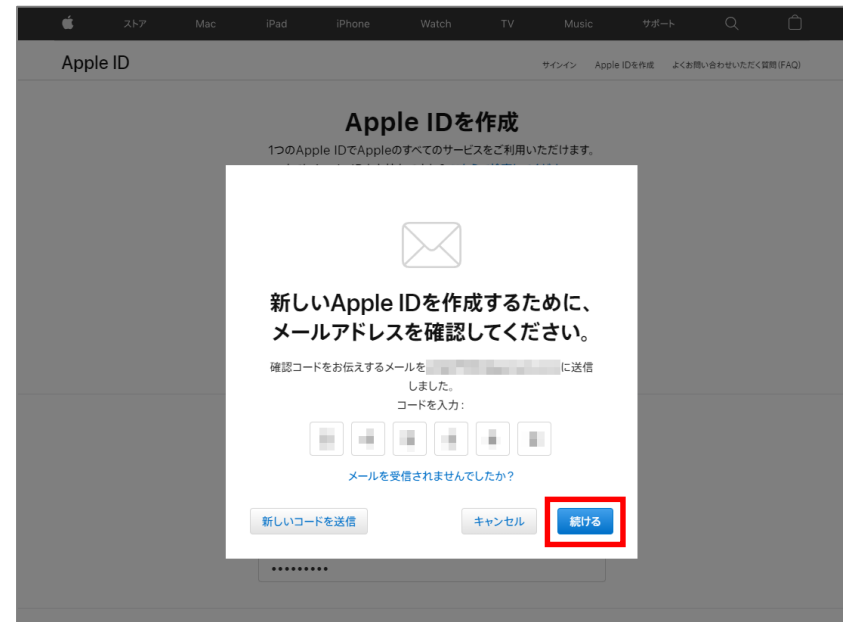 ストア Mac iPad iPhone Watch TV Music サポート
Apple ID サインイン Apple IDを作成 よくお問い合わせいただく質問(FAQ)
Apple IDを作成
1つのApple IDでAppleのすべてのサービスをご利用いただけます。
新しいApple IDを作成するために、
メールアドレスを確認してください。
確認コードをお伝えするメールを に送信
しました。
コードを入力:
メールを受信されませんでしたか?
新しいコードを送信 キャンセル 続ける
•••••••••